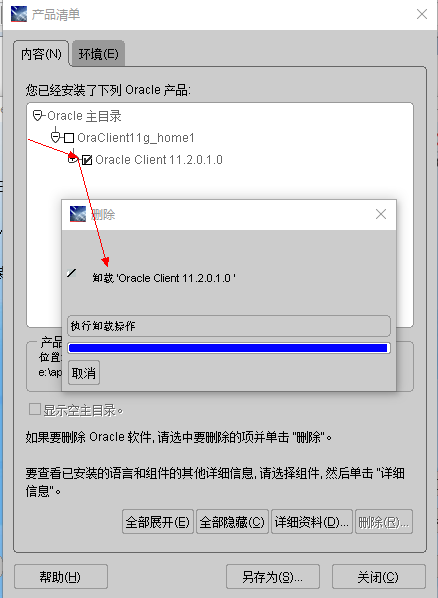 产品清单
内容(N)
环境(E)
您已经安装了下列 Oracle 产品:
Oracle 主目录
OraClient11g_home1
Oracle Client 11.2.0.1.0
删除
卸载 'Oracle Client 11.2.0.1.0 '
执行卸载操作
取消
产品
位置
e:\ap
显示空主目录。
如果要删除 Oracle 软件, 请选中要删除的项并单击 "删除"。
要查看已安装的语言和组件的其他详细信息, 请选择组件, 然后单击 "详细
信息"。
全部展开(E)
全部隐藏(C)
详细资料(D)...
删除(R)...
帮助(H)
另存为(S)...
关闭(C)